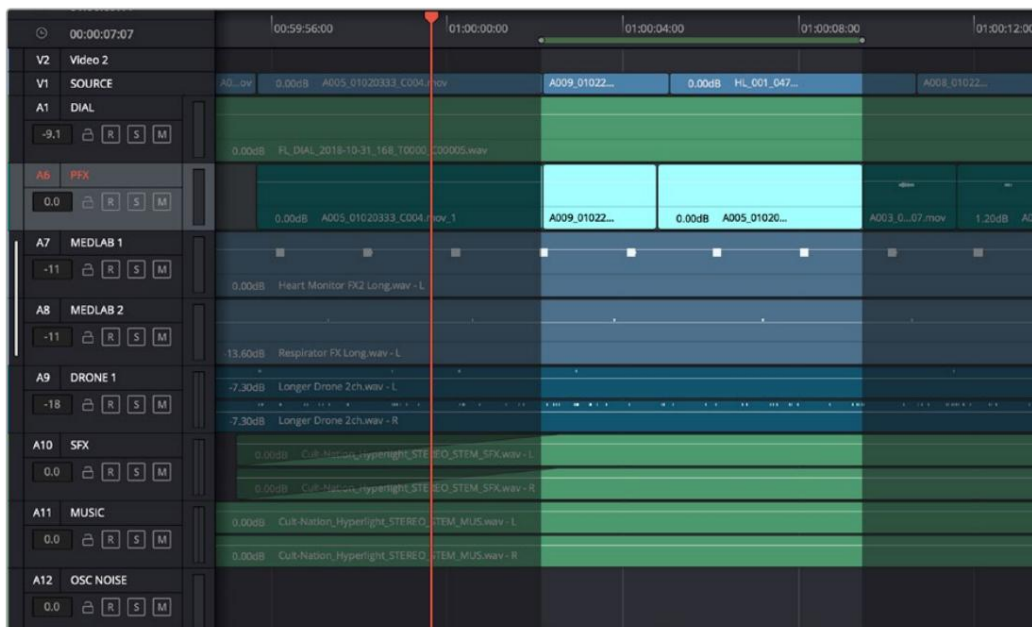 00:00:07:07
00:59:56:00 01:00:00:00 01:00:04:00 01:00:08:00 01:00:12:00
V2 Video 2
V1 SOURCE
A0...ov 0.00dB A005_01020333_C004.mov A009_01022... 0.00dB HL_001_047... A008_01022...
A1 DIAL
-9.1 R S M
0.00dB FL_DIAL_2018-10-31_168_T0000_C00005.wav
A6 PFX
0.0 R S M
0.00dB A005_01020333_C004.mov_1 A009_01022... 0.00dB A005_01020... A003_0...07.mov 1.20dB
A7 MEDLAB 1
-11 R S M
0.00dB Heart Monitor FX2 Long.wav - L
A8 MEDLAB 2
-11 R S M
-13.60dB Respirator FX Long.wav - L
A9 DRONE 1
-7.30dB Longer Drone 2ch.wav - L
-18 R S M
-7.30dB Longer Drone 2ch.wav - R
A10 SFX
0.00dB Cult-Nation_Hyperlight_STEREO_STEM_SFX.wav - L
0.0 R S M
0.00dB Cult-Nation_Hyperlight_STEREO_STEM_SFX.wav - R
A11 MUSIC
0.00dB Cult-Nation_Hyperlight_STEREO_STEM_MUS.wav - L
0.0 R S M
0.00dB Cult-Nation_Hyperlight_STEREO_STEM_MUS.wav - R
A12 OSC NOISE
0.0 R S M